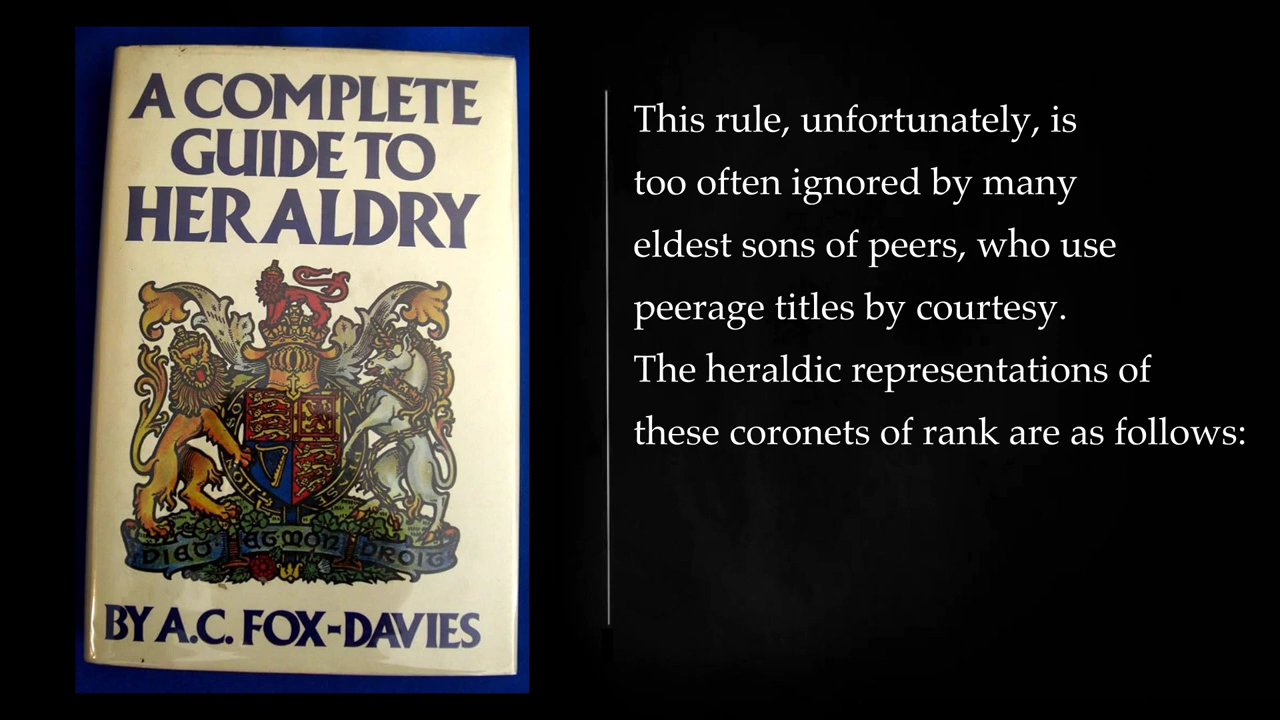 A COMPLETE
GUIDE TO
HERALDRY
DIEU ET MON DROIT
BY A.C. FOX-DAVIES
This rule, unfortunately, is
too often ignored by many
eldest sons of peers, who use
peerage titles by courtesy.
The heraldic representations of
these coronets of rank are as follows: